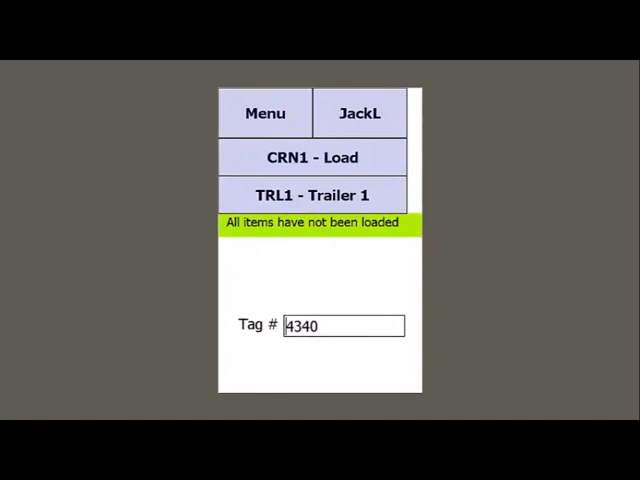 Menu JackL
CRN1 - Load
TRL1 - Trailer 1
All items have not been loaded
Tag # 4340